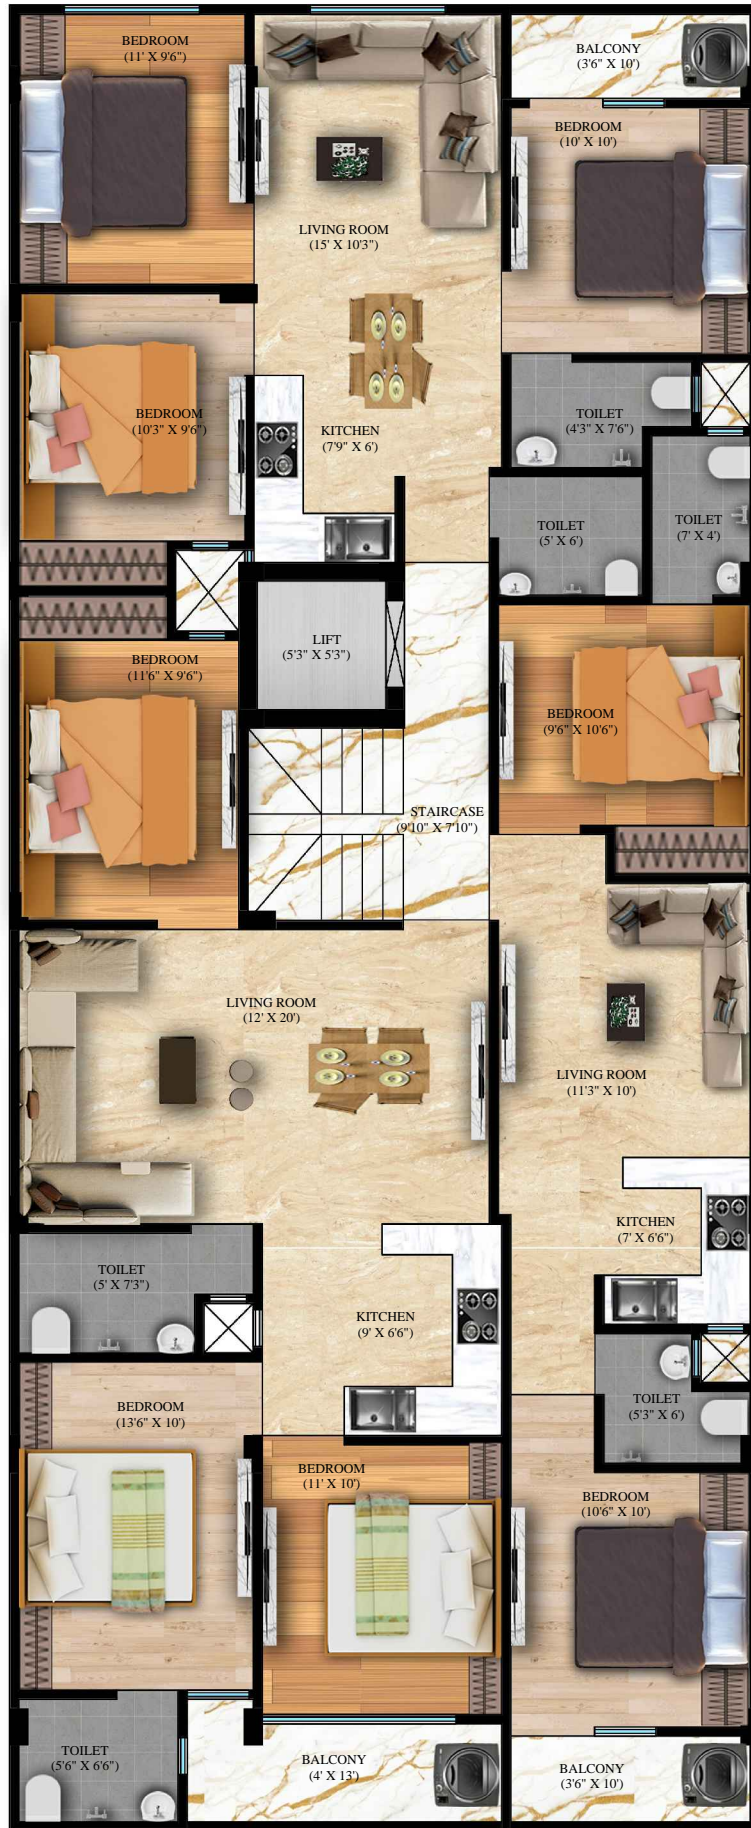 BEDROOM
(11' X 9'6")
BALCONY
(3'6" X 10')
BEDROOM
(10' X 10')
LIVING ROOM
(15' X 10'3")
BEDROOM
(10'3" X 9'6")
KITCHEN
(7'9" X 6')
TOILET
(4'3" X 7'6")
TOILET
(5' X 6')
TOILET
(7' X 4')
LIFT
(5'3" X 5'3")
BEDROOM
(11'6" X 9'6")
BEDROOM
(9'6" X 10'6")
STAIRCASE
(9'10" X 7'10")
LIVING ROOM
(12' X 20')
LIVING ROOM
(11'3" X 10')
KITCHEN
(7' X 6'6")
TOILET
(5' X 7'3")
KITCHEN
(9' X 6'6")
TOILET
(5'3" X 6')
BEDROOM
(13'6" X 10')
BEDROOM
(11' X 10')
BEDROOM
(10'6" X 10')
TOILET
(5'6" X 6'6")
BALCONY
(4' X 13')
BALCONY
(3'6" X 10')